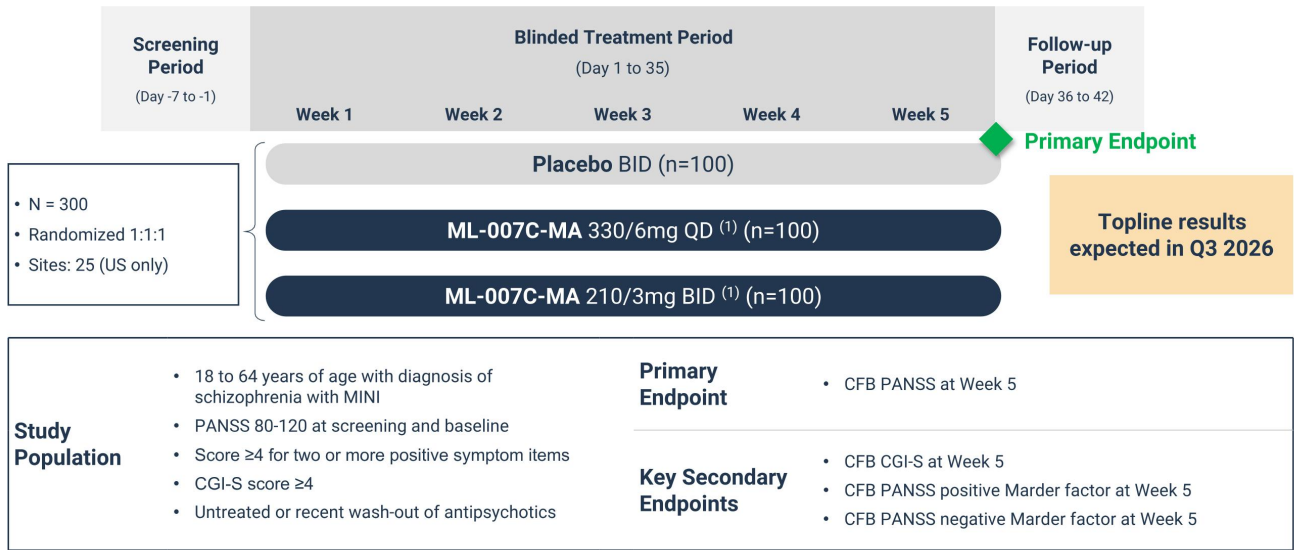 Screening
Period
(Day -7 to -1)
Blinded Treatment Period
(Day 1 to 35)
Week 1
Week 2
Week 3
Week 4
Week 5
Follow-up
Period
(Day 36 to 42)
Primary Endpoint
• N = 300
• Randomized 1:1:1
• Sites: 25 (US only)
Placebo BID (n=100)
ML-007C-MA 330/6mg QD (1) (n=100)
ML-007C-MA 210/3mg BID (1) (n=100)
Topline results
expected in Q3 2026
Study
Population
• 18 to 64 years of age with diagnosis of
schizophrenia with MINI
• PANSS 80-120 at screening and baseline
• Score ≥4 for two or more positive symptom items
• CGI-S score ≥4
• Untreated or recent wash-out of antipsychotics
Primary
Endpoint
• CFB PANSS at Week 5
Key Secondary
Endpoints
• CFB CGI-S at Week 5
• CFB PANSS positive Marder factor at Week 5
• CFB PANSS negative Marder factor at Week 5